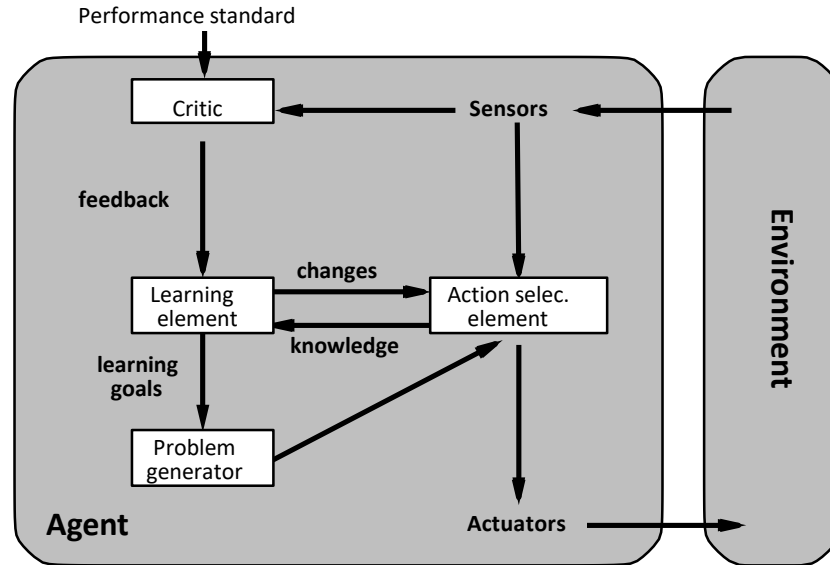 Performance standard
Critic
Sensors
feedback
changes
Learning
element
Action selec.
element
knowledge
learning
goals
Problem
generator
Agent
Actuators
Environment